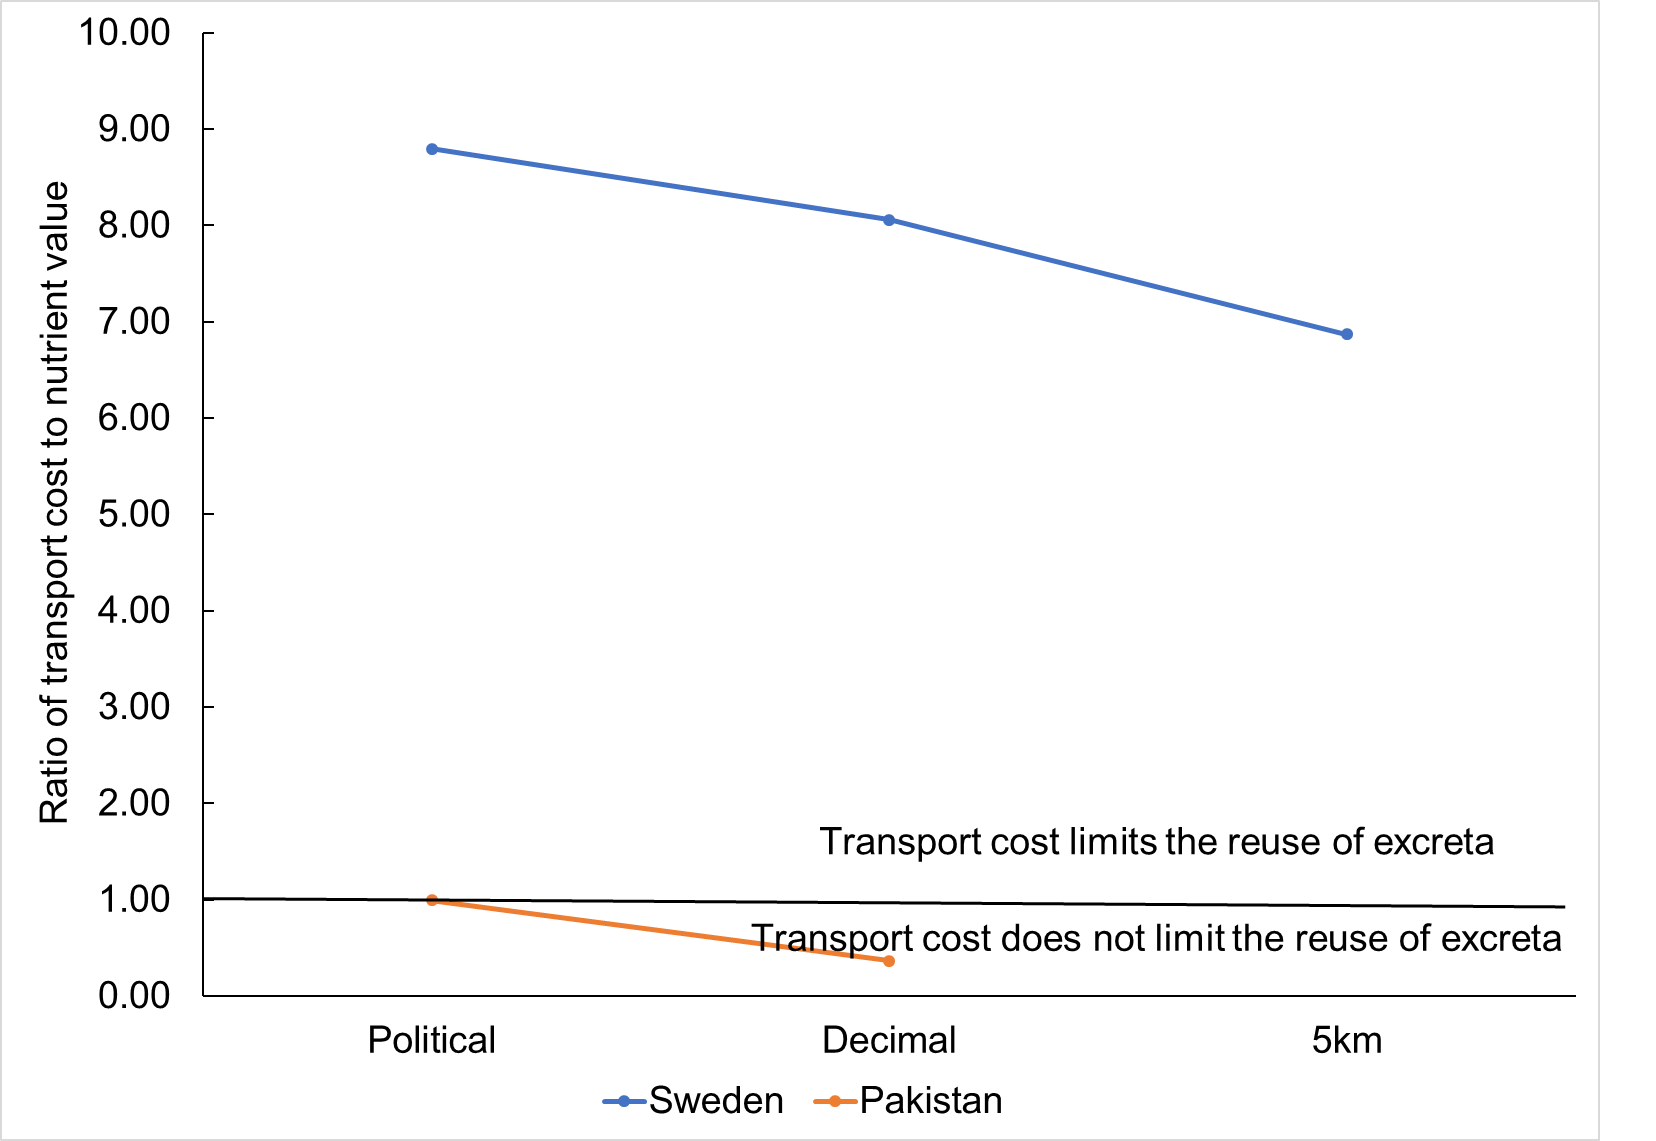 Ratio of transport cost to nutrient value
10.00
9.00
8.00
7.00
6.00
5.00
4.00
3.00
2.00
1.00
0.00
Transport cost limits the reuse of excreta
Transport cost does not limit the reuse of excreta
Political
Decimal
5km
Sweden
Pakistan